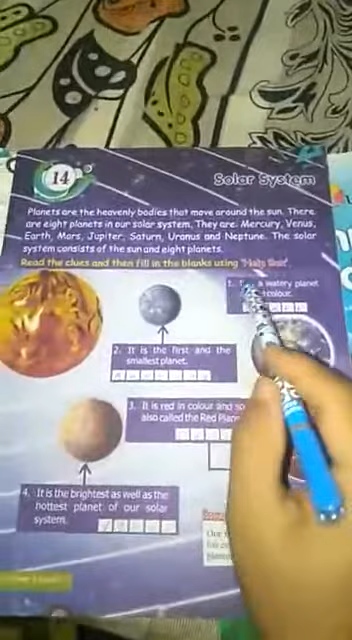 14
Solar System
Planets are the heavenly bodies that move around the sun. There
are eight planets in our solar system. They are: Mercury, Venus,
Earth, Mars, Jupiter, Saturn, Uranus and Neptune. The solar
system consists of the sun and eight planets.
Read the clues and then fill in the blanks using 'Help Box'.
1. a watery planet
colour.
2. It is the first and the
smallest planet.
3. It is red in colour and so
also called the Red
4. It is the brightest as well as the
hottest planet of our solar
system.